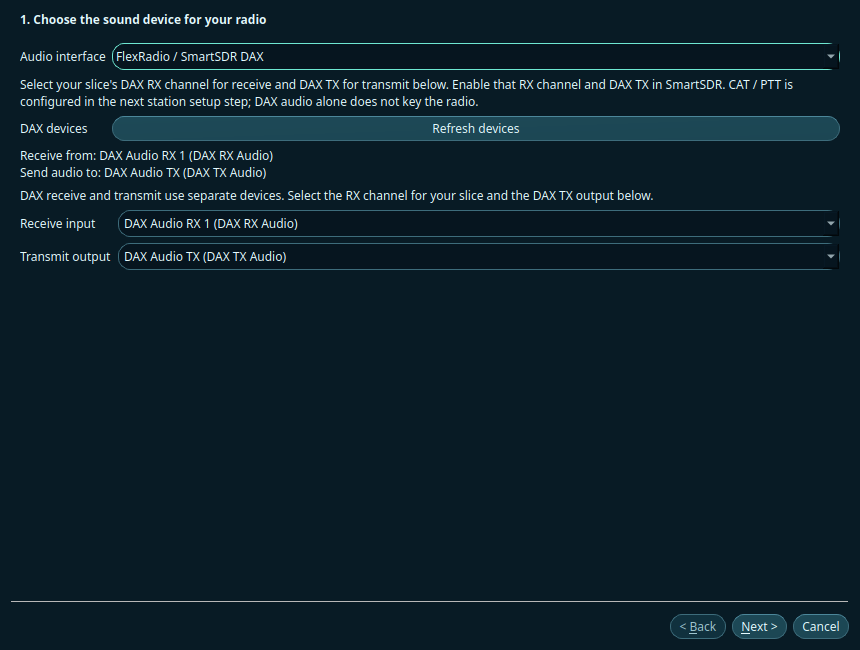 1. Choose the sound device for your radio
Audio interface FlexRadio / SmartSDR DAX
Select your slice's DAX RX channel for receive and DAX TX for transmit below. Enable that RX channel and DAX TX in SmartSDR. CAT / PTT is
configured in the next station setup step; DAX audio alone does not key the radio.
DAX devices Refresh devices
Receive from: DAX Audio RX 1 (DAX RX Audio)
Send audio to: DAX Audio TX (DAX TX Audio)
DAX receive and transmit use separate devices. Select the RX channel for your slice and the DAX TX output below.
Receive input DAX Audio RX 1 (DAX RX Audio)
Transmit output DAX Audio TX (DAX TX Audio)
< Back Next > Cancel